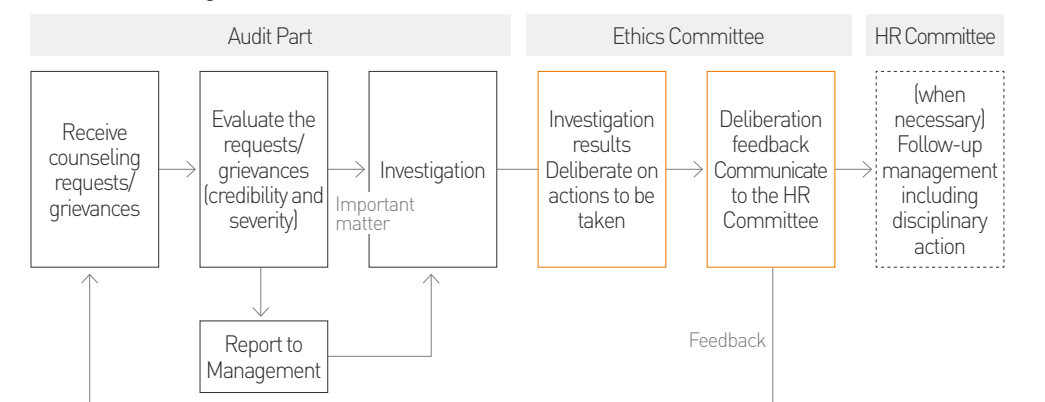 Audit Part
Ethics Committee
HR Committee
Receive
counseling
requests/
grievances
Evaluate the
requests/
grievances
(credibility and
severity)
Important
matter
Investigation
Investigation
results
Deliberate on
actions to be
taken
Deliberation
feedback
Communicate
to the HR
Committee
(when
necessary)
Follow-up
management
including
disciplinary
action
Report to
Management
Feedback